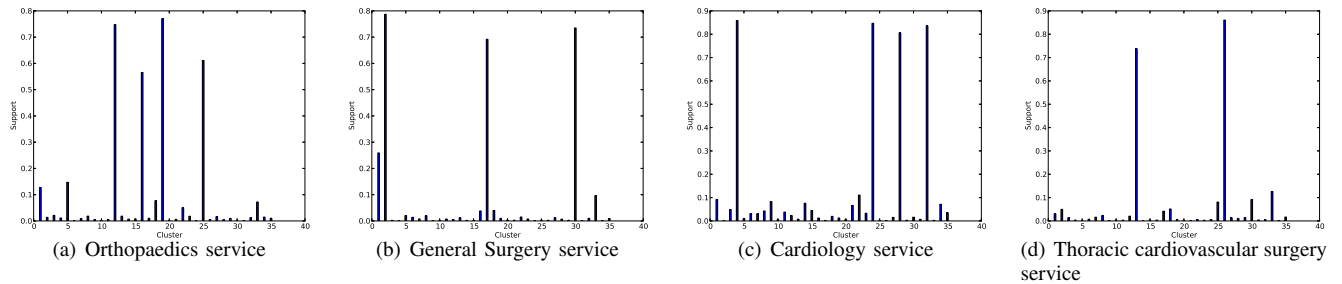 0.8
0.7
0.6
0.5
0.4
0.3
0.2
0.1
0.0
Support
0 5 10 15 20 25 30 35 40
Cluster
(a) Orthopaedics service
0.8
0.7
0.6
0.5
0.4
0.3
0.2
0.1
0.0
Support
0 5 10 15 20 25 30 35 40
Cluster
(b) General Surgery service
0.9
0.8
0.7
0.6
0.5
0.4
0.3
0.2
0.1
0.0
Support
0 5 10 15 20 25 30 35 40
Cluster
(c) Cardiology service
0.9
0.8
0.7
0.6
0.5
0.4
0.3
0.2
0.1
0.0
Support
0 5 10 15 20 25 30 35 40
Cluster
(d) Thoracic cardiovascular surgery
service